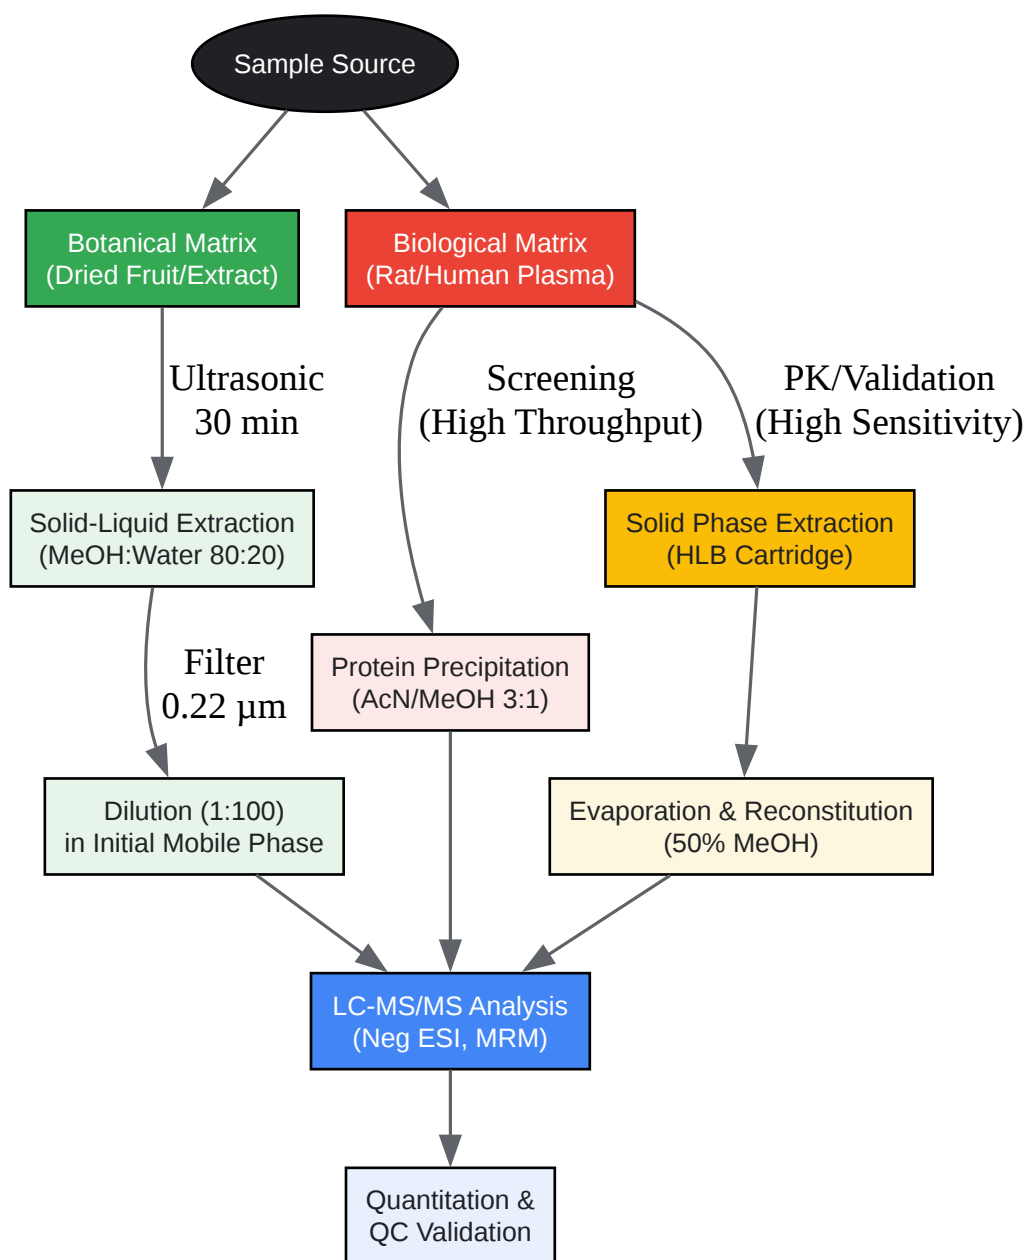 Sample Source
Botanical Matrix
(Dried Fruit/Extract)
Biological Matrix
(Rat/Human Plasma)
Ultrasonic
30 min
Screening
(High Throughput)
PK/Validation
(High Sensitivity)
Solid-Liquid Extraction
(MeOH:Water 80:20)
Solid Phase Extraction
(HLB Cartridge)
Filter
0.22 µm
Protein Precipitation
(AcN/MeOH 3:1)
Dilution (1:100)
in Initial Mobile Phase
Evaporation & Reconstitution
(50% MeOH)
LC-MS/MS Analysis
(Neg ESI, MRM)
Quantitation &
QC Validation